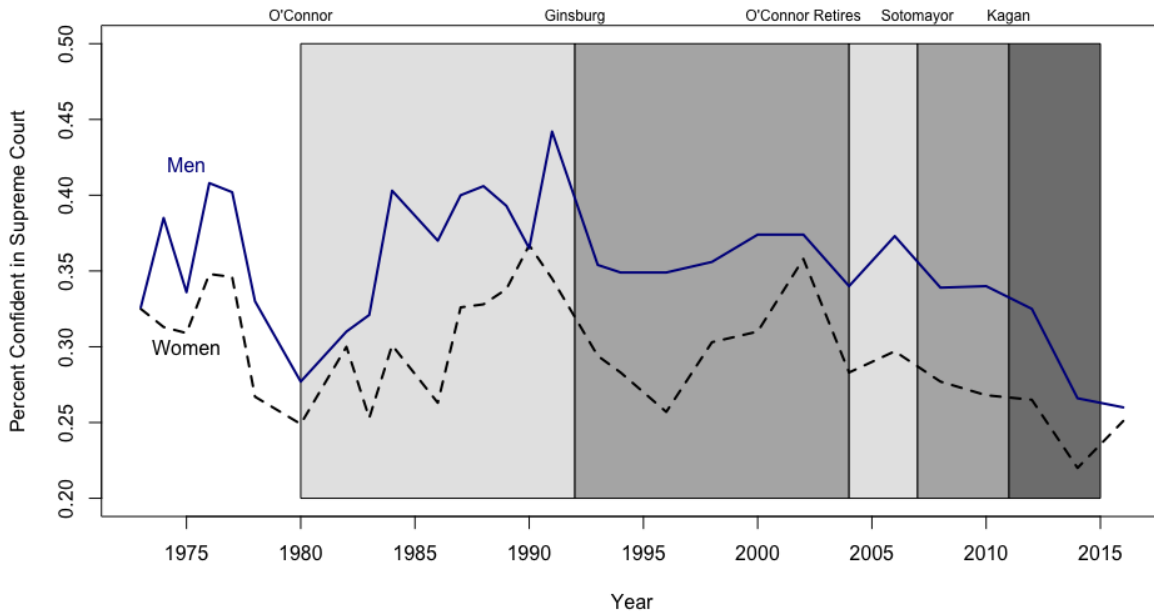 O'Connor
Ginsburg
O'Connor Retires
Sotomayor
Kagan
Percent Confident in Supreme Court
0.50
0.45
0.40
0.35
0.30
0.25
0.20
Men
Women
1975
1980
1985
1990
1995
2000
2005
2010
2015
Year